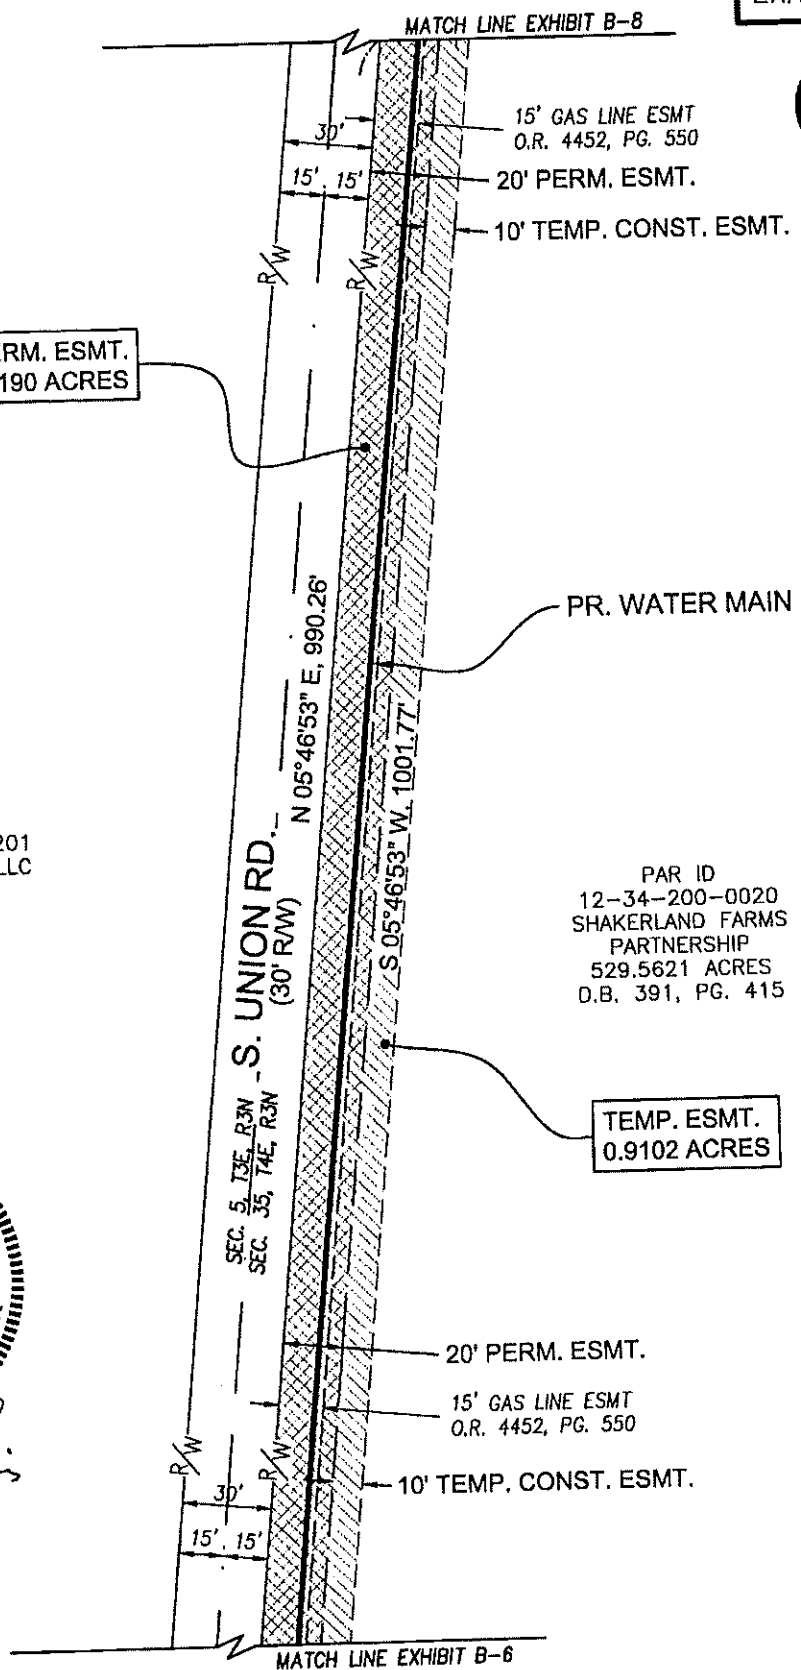 MATCH LINE EXHIBIT B-8
15' GAS LINE ESMT
O.R. 4452, PG. 550
30'
20' PERM. ESMT.
15' 15'
10' TEMP. CONST. ESMT.
R/W R/W
ERM. ESMT.
190 ACRES
N 05°46'53" E, 990.26'
PR. WATER MAIN
S 05°46'53" W, 1001.77'
201
LLC
S. UNION RD.
(30' R/W)
PAR ID
12-34-200-0020
SHAKERLAND FARMS
PARTNERSHIP
529.5621 ACRES
D.B. 391, PG. 415
SEC. 5, T3E, R3N
SEC. 35, T4E, R3N
TEMP. ESMT.
0.9102 ACRES
20' PERM. ESMT.
15' GAS LINE ESMT
O.R. 4452, PG. 550
R/W R/W
10' TEMP. CONST. ESMT.
30'
15' 15'
MATCH LINE EXHIBIT B-6